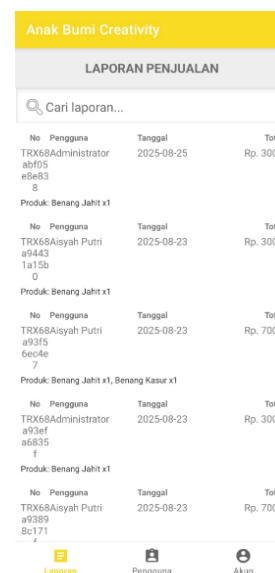 Anak Bumi Creativity
LAPORAN PENJUALAN
Cari laporan...
No Pengguna Tanggal Tot
TRX68 Administrator 2025-08-25 Rp. 300
abf05
e8e83
8
Produk: Benang Jahit x1
No Pengguna Tanggal Tot
TRX68 Aisyah Putri 2025-08-23 Rp. 300
a9443
1a15b
0
Produk: Benang Jahit x1
No Pengguna Tanggal Tot
TRX68 Aisyah Putri 2025-08-23 Rp. 700
a93f5
6ec4e
7
Produk: Benang Jahit x1, Benang Kasur x1
No Pengguna Tanggal Tot
TRX68 Administrator 2025-08-23 Rp. 300
a93ef
a6835
f
Produk: Benang Jahit x1
No Pengguna Tanggal Tot
TRX68 Aisyah Putri 2025-08-23 Rp. 700
a9389
8c171
Laporan Pengguna Akun